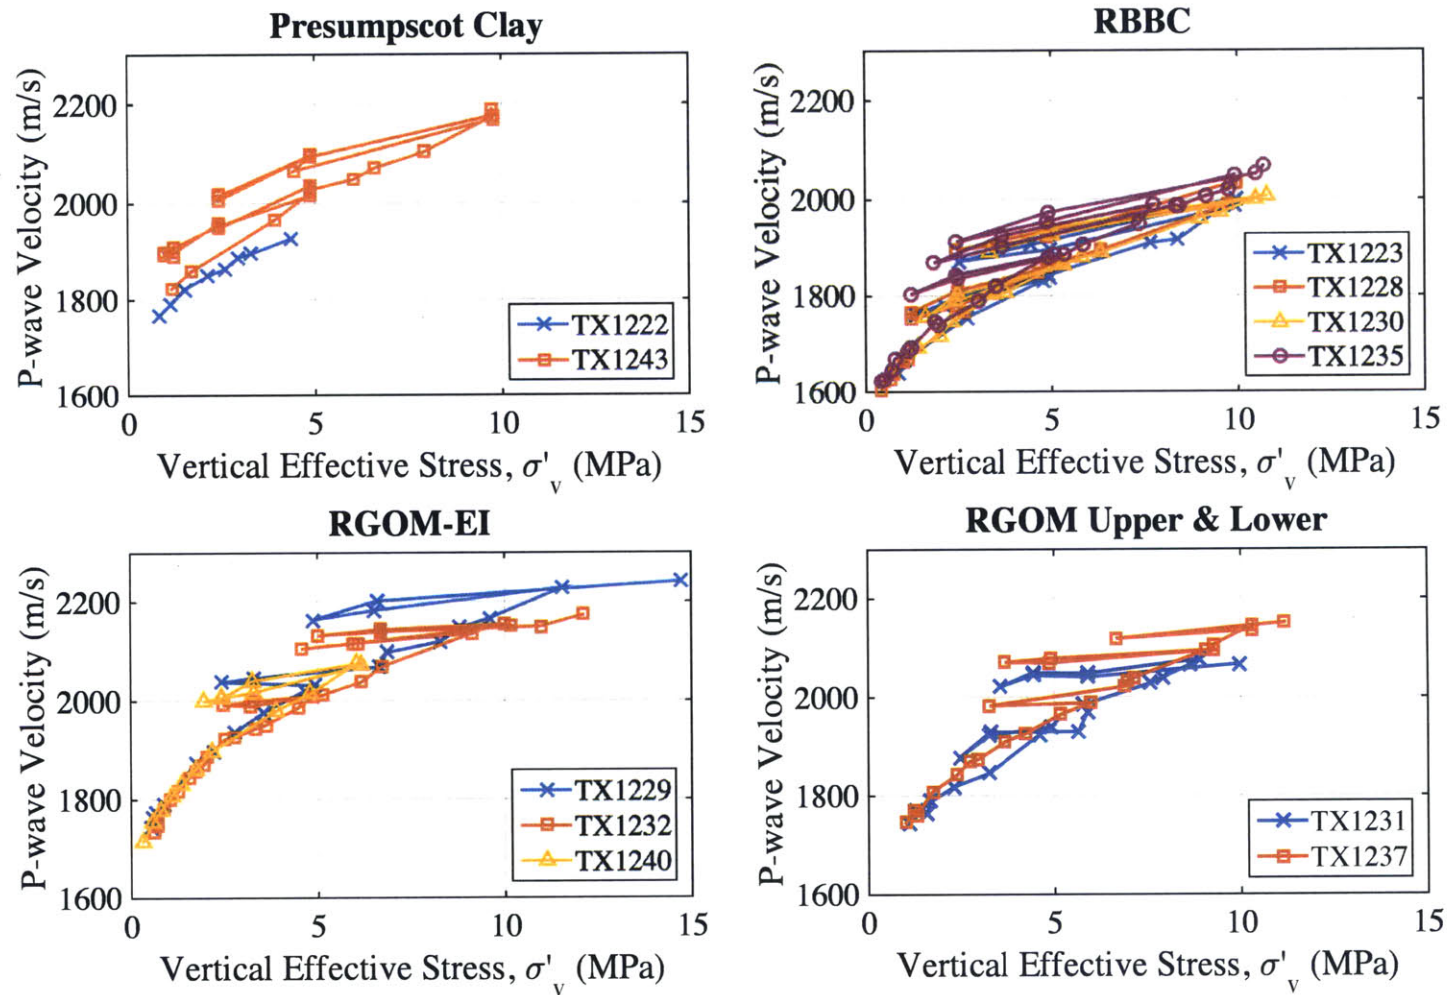 Presumpscot Clay
P-wave Velocity (m/s)
2200
2000
1800
1600
0 5 10 15
Vertical Effective Stress, σ'v (MPa)
TX1222
TX1243
RBBC
P-wave Velocity (m/s)
2200
2000
1800
1600
0 5 10 15
Vertical Effective Stress, σ'v (MPa)
TX1223
TX1228
TX1230
TX1235
RGOM-EI
P-wave Velocity (m/s)
2200
2000
1800
1600
0 5 10 15
Vertical Effective Stress, σ'v (MPa)
TX1229
TX1232
TX1240
RGOM Upper & Lower
P-wave Velocity (m/s)
2200
2000
1800
1600
0 5 10 15
Vertical Effective Stress, σ'v (MPa)
TX1231
TX1237